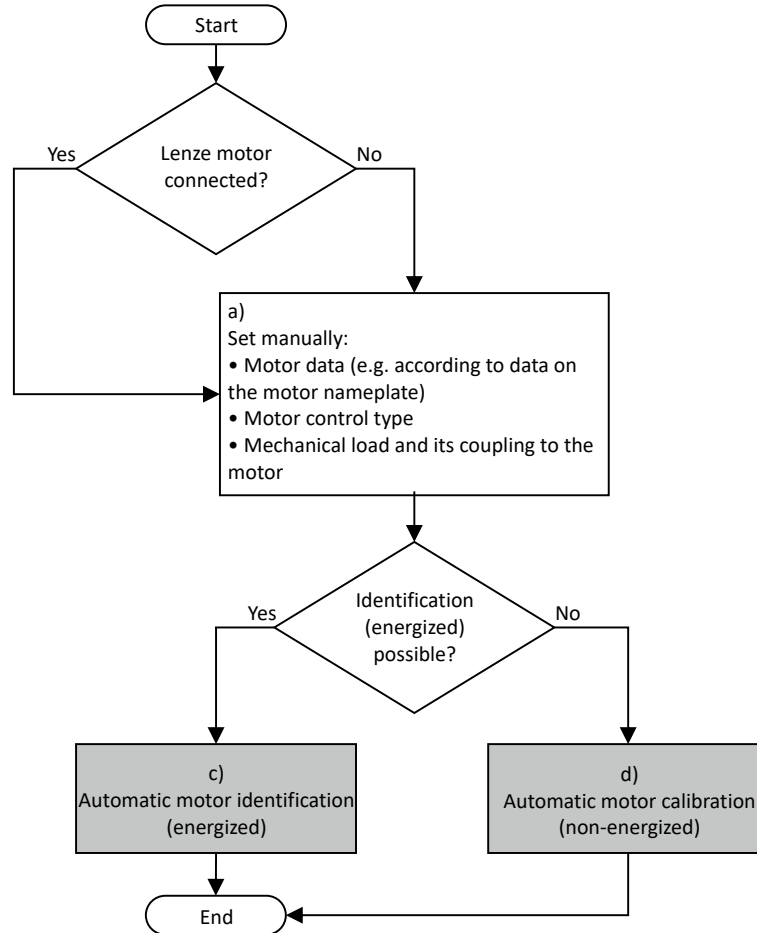 Start
Lenze motor
connected?
Yes
No
a)
Set manually:
• Motor data (e.g. according to data on
the motor nameplate)
• Motor control type
• Mechanical load and its coupling to the
motor
Identification
(energized)
possible?
Yes
No
c)
Automatic motor identification
(energized)
d)
Automatic motor calibration
(non-energized)
End